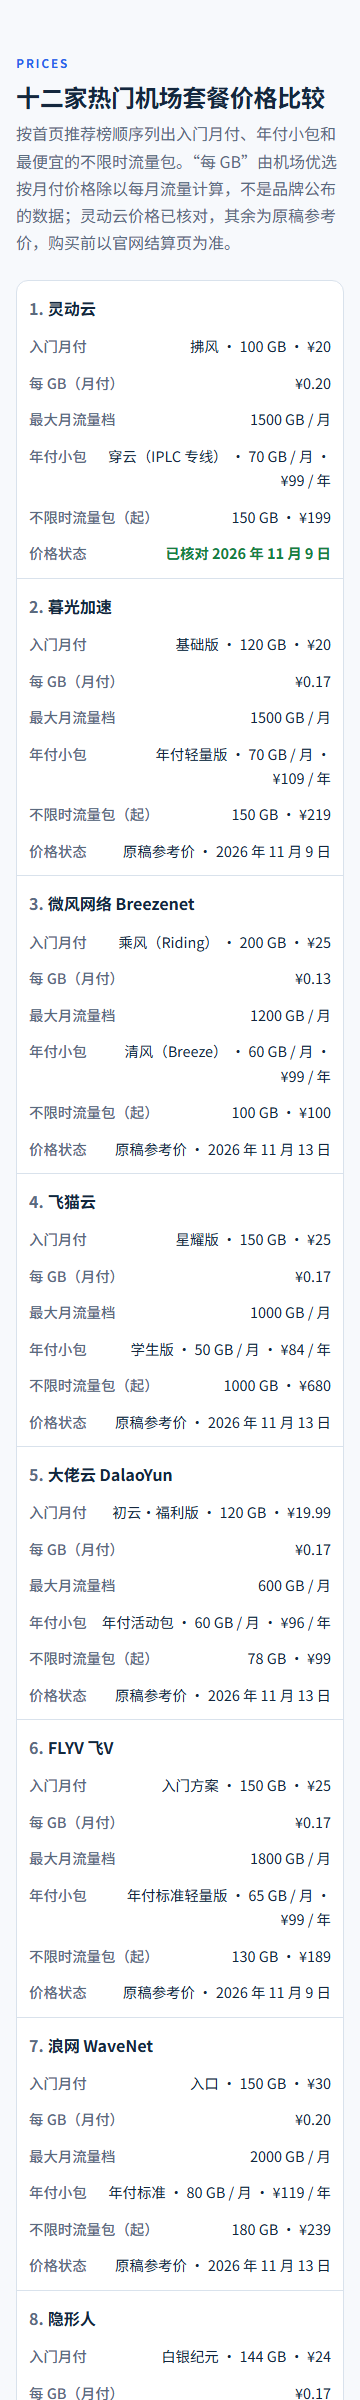 PRICES
十二家热门机场套餐价格比较
按首页推荐榜顺序列出入门月付、年付小包和
最便宜的不限时流量包。“每 GB”由机场优选
按月付价格除以每月流量计算，不是品牌公布
的数据；灵动云价格已核对，其余为原稿参考
价，购买前以官网结算页为准。
1. 灵动云
入门月付 拂风 · 100 GB · ¥20
每 GB（月付） ¥0.20
最大月流量档 1500 GB / 月
年付小包 穿云（IPLC 专线） · 70 GB / 月 ·
¥99 / 年
不限时流量包（起） 150 GB · ¥199
价格状态 已核对 2026 年 11 月 9 日
2. 暮光加速
入门月付 基础版 · 120 GB · ¥20
每 GB（月付） ¥0.17
最大月流量档 1500 GB / 月
年付小包 年付轻量版 · 70 GB / 月 ·
¥109 / 年
不限时流量包（起） 150 GB · ¥219
价格状态 原稿参考价 · 2026 年 11 月 9 日
3. 微风网络 Breezenet
入门月付 乘风（Riding） · 200 GB · ¥25
每 GB（月付） ¥0.13
最大月流量档 1200 GB / 月
年付小包 清风（Breeze） · 60 GB / 月 ·
¥99 / 年
不限时流量包（起） 100 GB · ¥100
价格状态 原稿参考价 · 2026 年 11 月 13 日
4. 飞猫云
入门月付 星耀版 · 150 GB · ¥25
每 GB（月付） ¥0.17
最大月流量档 1000 GB / 月
年付小包 学生版 · 50 GB / 月 · ¥84 / 年
不限时流量包（起） 1000 GB · ¥680
价格状态 原稿参考价 · 2026 年 11 月 13 日
5. 大佬云 DalaoYun
入门月付 初云·福利版 · 120 GB · ¥19.99
每 GB（月付） ¥0.17
最大月流量档 600 GB / 月
年付小包 年付活动包 · 60 GB / 月 · ¥96 / 年
不限时流量包（起） 78 GB · ¥99
价格状态 原稿参考价 · 2026 年 11 月 13 日
6. FLYV 飞V
入门月付 入门方案 · 150 GB · ¥25
每 GB（月付） ¥0.17
最大月流量档 1800 GB / 月
年付小包 年付标准轻量版 · 65 GB / 月 ·
¥99 / 年
不限时流量包（起） 130 GB · ¥189
价格状态 原稿参考价 · 2026 年 11 月 9 日
7. 浪网 WaveNet
入门月付 入口 · 150 GB · ¥30
每 GB（月付） ¥0.20
最大月流量档 2000 GB / 月
年付小包 年付标准 · 80 GB / 月 · ¥119 / 年
不限时流量包（起） 180 GB · ¥239
价格状态 原稿参考价 · 2026 年 11 月 13 日
8. 隐形人
入门月付 白银纪元 · 144 GB · ¥24
每 GB（月付） ¥0.17